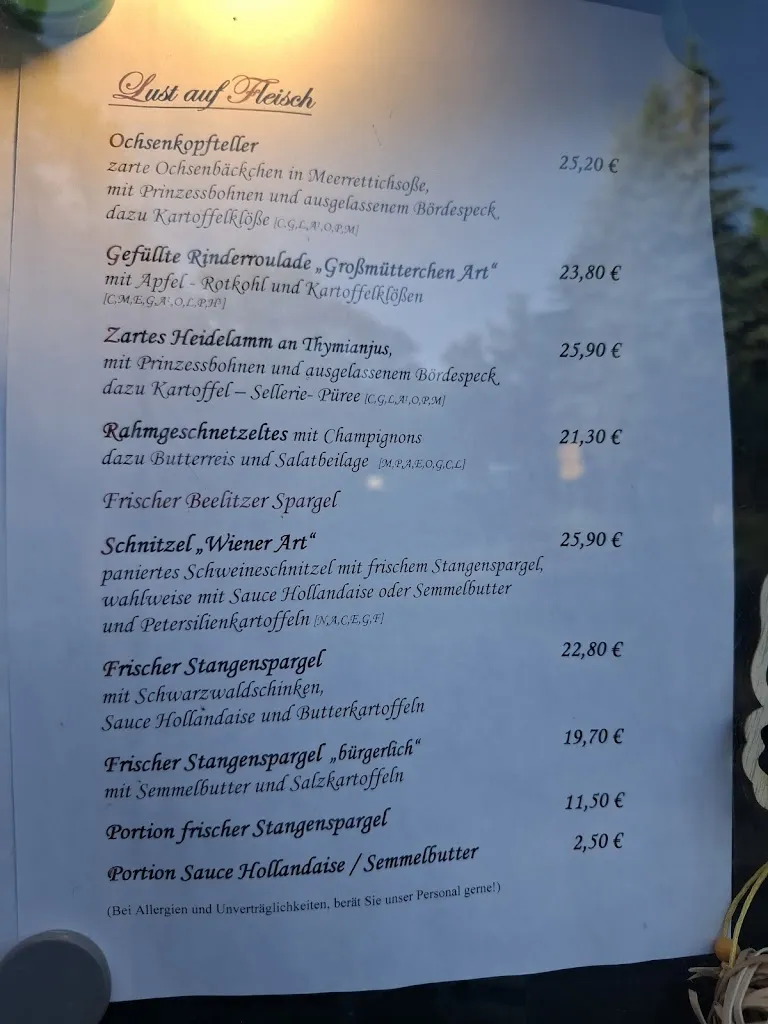 Lust auf Fleisch
Ochsenkopfteller 25,20 €
zarte Ochsenbäckchen in Meerrettichsoße,
mit Prinzessbohnen und ausgelassenem Bördespeck,
dazu Kartoffelklöße [C,G,L,A¹,O,P,M]
Gefüllte Rinderroulade „Großmütterchen Art“ 23,80 €
mit Apfel - Rotkohl und Kartoffelklößen
[C,M,E,G,A¹,O,L,P,H¹]
Zartes Heidelamm an Thymianjus, 25,90 €
mit Prinzessbohnen und ausgelassenem Bördespeck,
dazu Kartoffel – Sellerie- Püree [C,G,L,A¹,O,P,M]
Rahmgeschnetzeltes mit Champignons 21,30 €
dazu Butterreis und Salatbeilage [M,P,A,E,O,G,C,L]
Frischer Beelitzer Spargel
Schnitzel „Wiener Art“ 25,90 €
paniertes Schweineschnitzel mit frischem Stangenspargel,
wahlweise mit Sauce Hollandaise oder Semmelbutter
und Petersilienkartoffeln [N,A,C,E,G,F]
Frischer Stangenspargel 22,80 €
mit Schwarzwaldschinken,
Sauce Hollandaise und Butterkartoffeln
Frischer Stangenspargel „bürgerlich“ 19,70 €
mit Semmelbutter und Salzkartoffeln
Portion frischer Stangenspargel 11,50 €
Portion Sauce Hollandaise / Semmelbutter 2,50 €
(Bei Allergien und Unverträglichkeiten, berät Sie unser Personal gerne!)